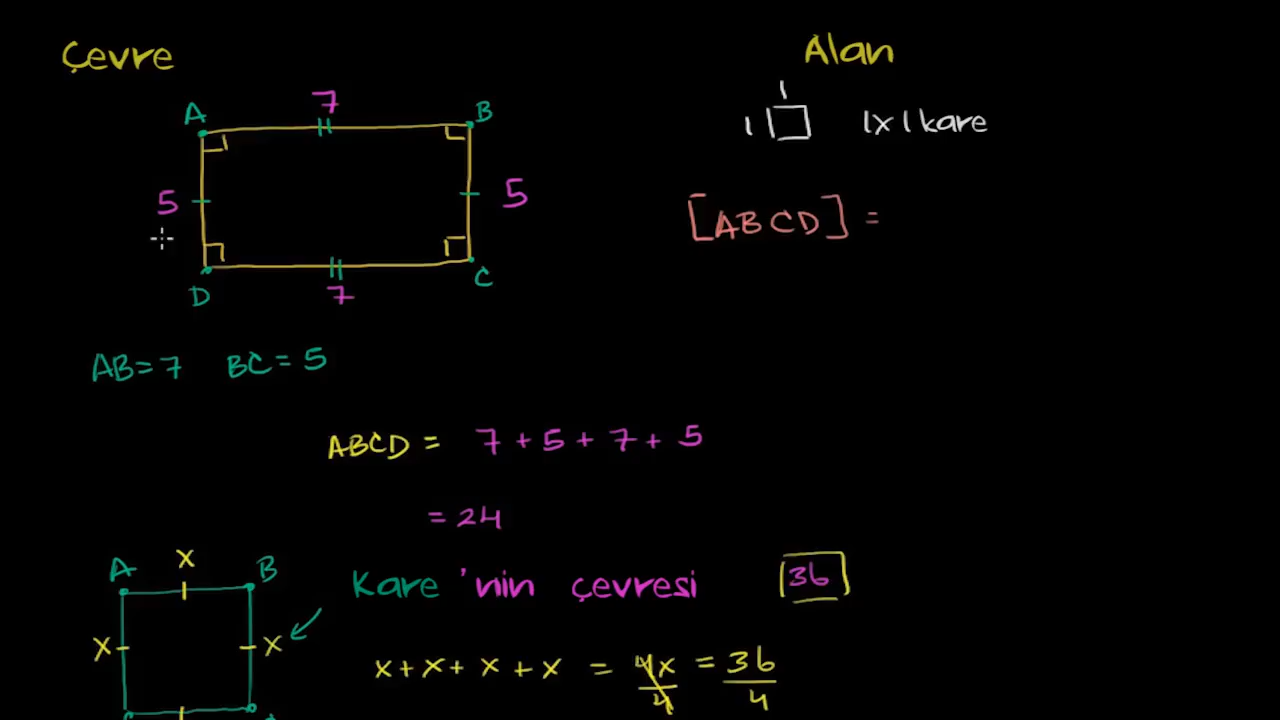 Çevre
Alan
7
A
B
1
1
1x1 kare
5
5
[ABCD] =
D
7
C
AB = 7 BC = 5
ABCD = 7 + 5 + 7 + 5
= 24
x
A
B
Kare'nin çevresi 36
x
x
x + x + x + x = 4x/4 = 36/4